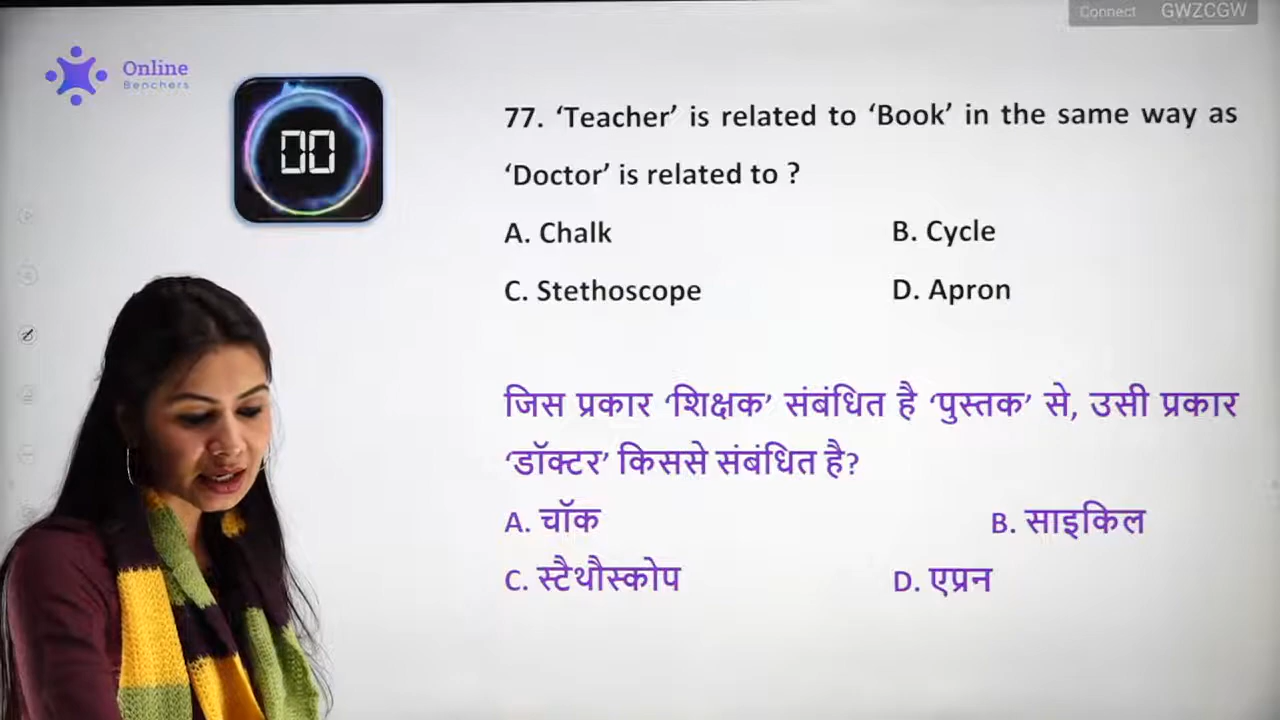 Connect GWZCGW
Online
Benchers
00
77. ‘Teacher’ is related to ‘Book’ in the same way as
‘Doctor’ is related to ?
A. Chalk B. Cycle
C. Stethoscope D. Apron
जिस प्रकार ‘शिक्षक’ संबंधित है ‘पुस्तक’ से, उसी प्रकार
‘डॉक्टर’ किससे संबंधित है?
A. चॉक B. साइकिल
C. स्टैथौस्कोप D. एप्रन